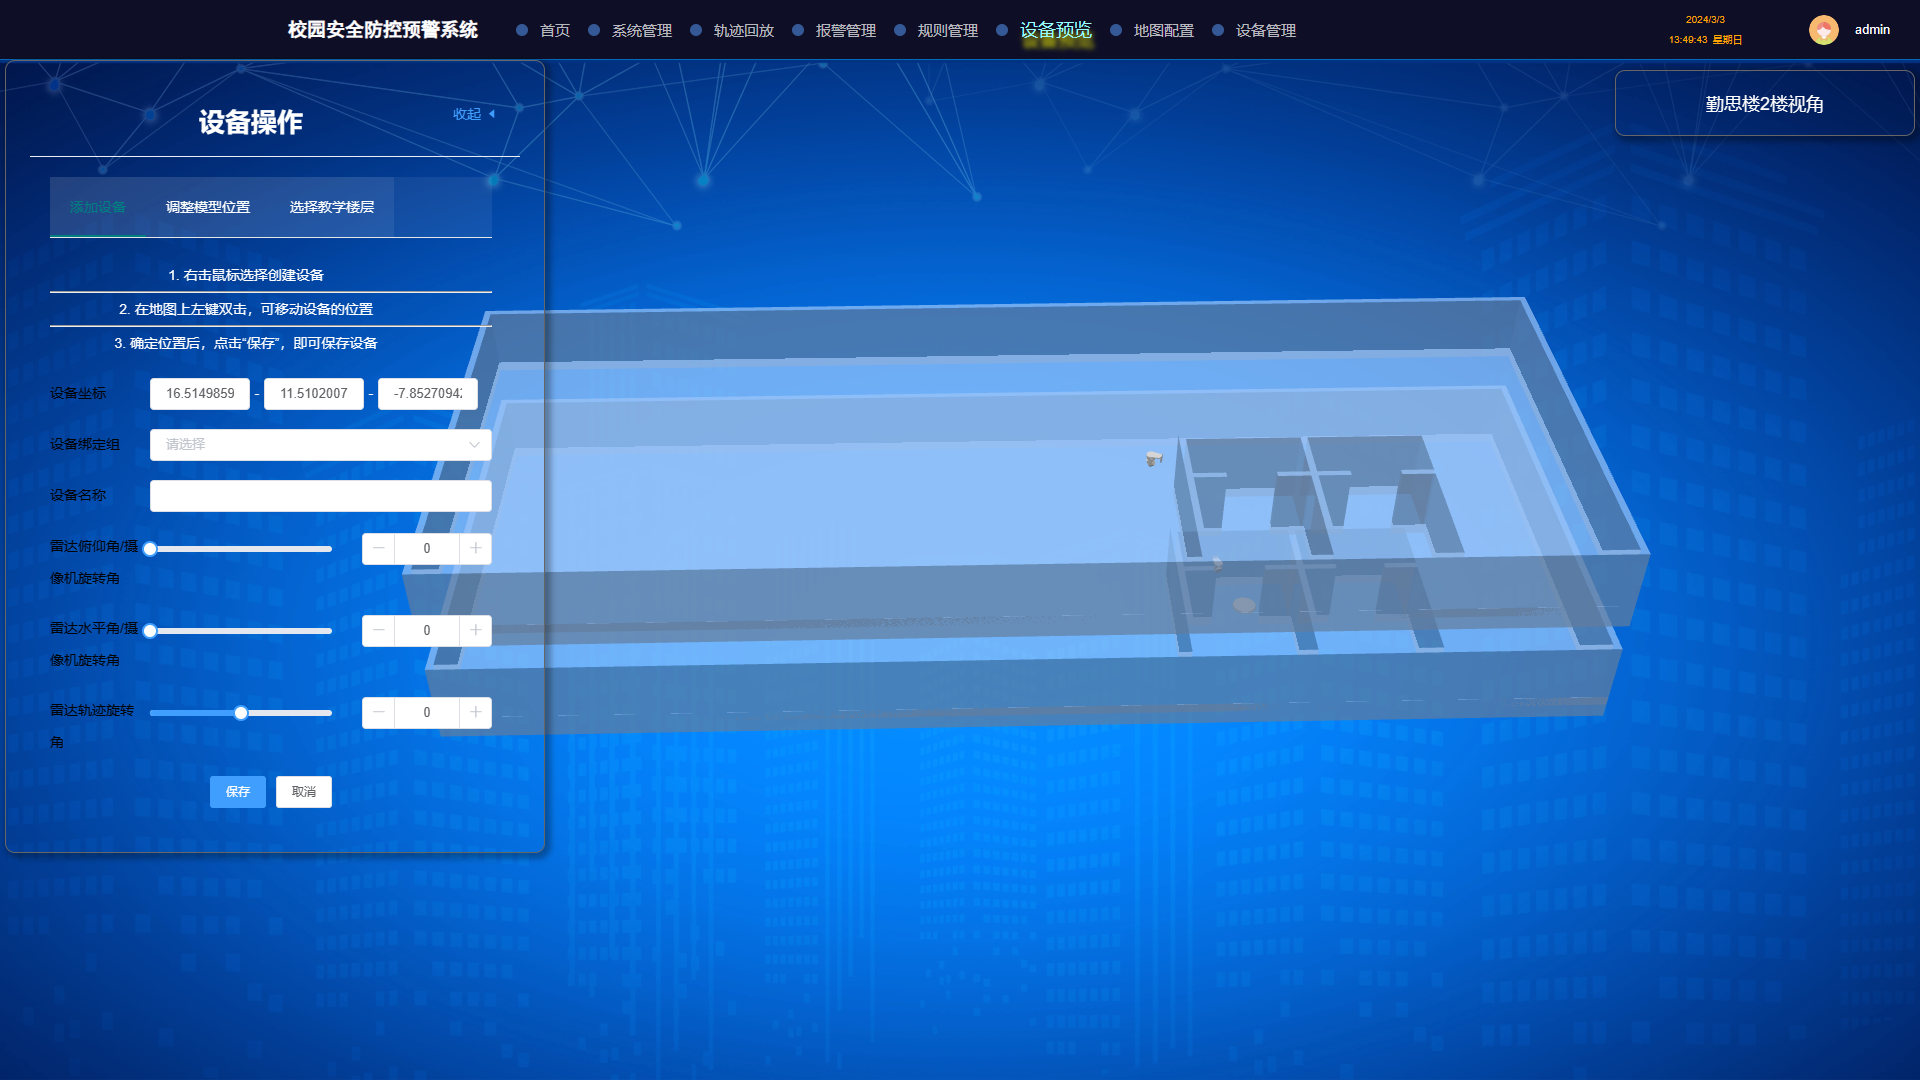 校园安全防控预警系统
首页 系统管理 轨迹回放 报警管理 规则管理 设备预览 地图配置 设备管理
2024/3/3
13:49:43 星期日
admin
设备操作
收起
勤思楼2楼视角
添加设备 调整模型位置 选择教学楼层
1. 右击鼠标选择创建设备
2. 在地图上左键双击，可移动设备的位置
3. 确定位置后，点击“保存”，即可保存设备
设备坐标 16.5149859 - 11.5102007 - -7.8527094
设备绑定组 请选择
设备名称
雷达俯仰角/摄
像机旋转角
0
雷达水平角/摄
像机旋转角
0
雷达轨迹旋转
角
0
保存 取消